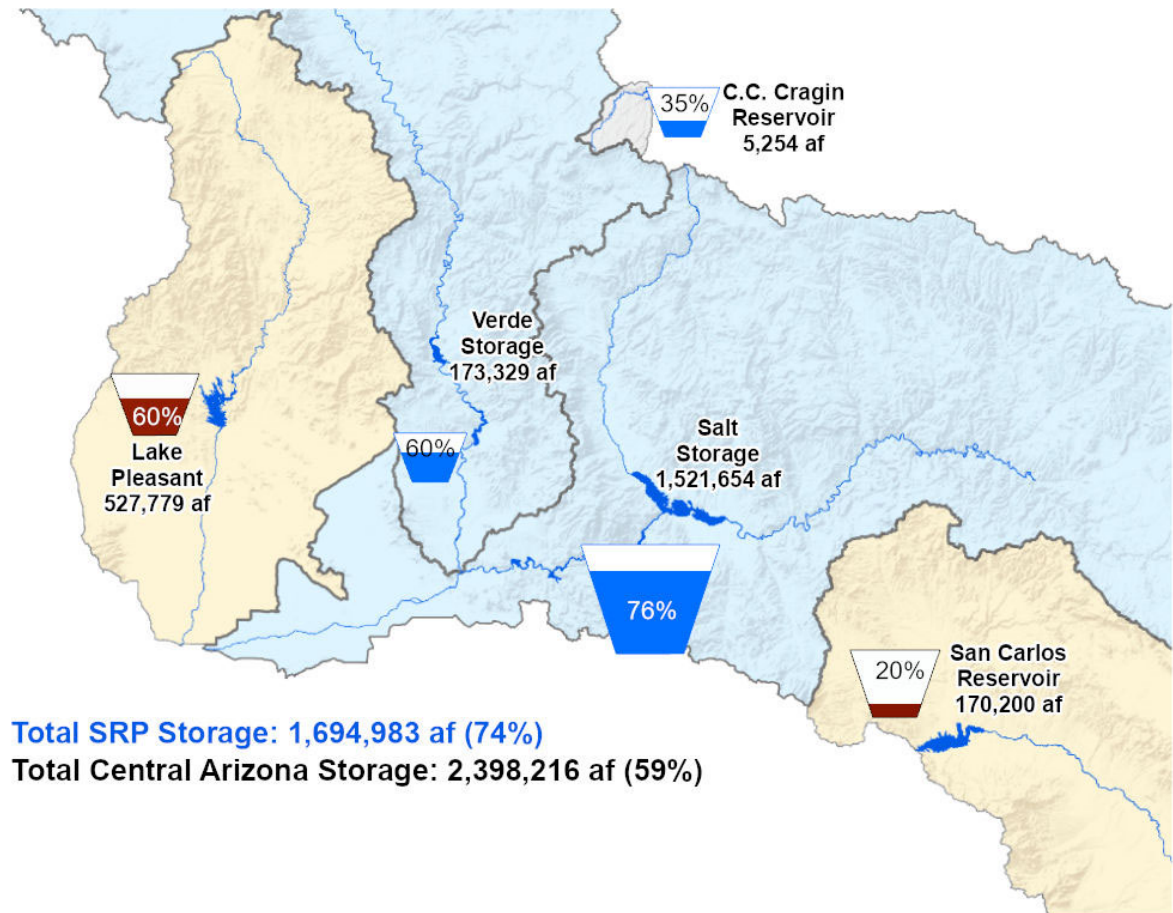 35%
C.C. Cragin
Reservoir
5,254 af
Verde
Storage
173,329 af
60%
Lake
Pleasant
527,779 af
60%
Salt
Storage
1,521,654 af
76%
20%
San Carlos
Reservoir
170,200 af
Total SRP Storage: 1,694,983 af (74%)
Total Central Arizona Storage: 2,398,216 af (59%)